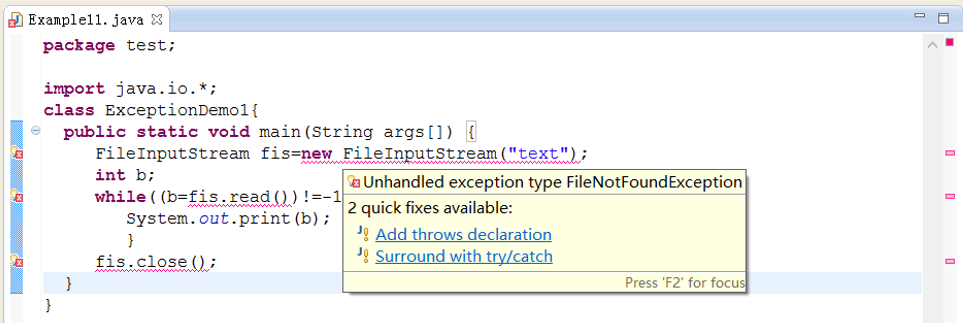 Example11.java
package test;
import java.io.*;
class ExceptionDemo1{
public static void main(String args[]) {
FileInputStream fis=new FileInputStream("text");
int b;
while((b=fis.read())!=-1
System.out.print(b);
}
fis.close();
}
}
Unhandled exception type FileNotFoundException
2 quick fixes available:
Add throws declaration
Surround with try/catch
Press 'F2' for focus